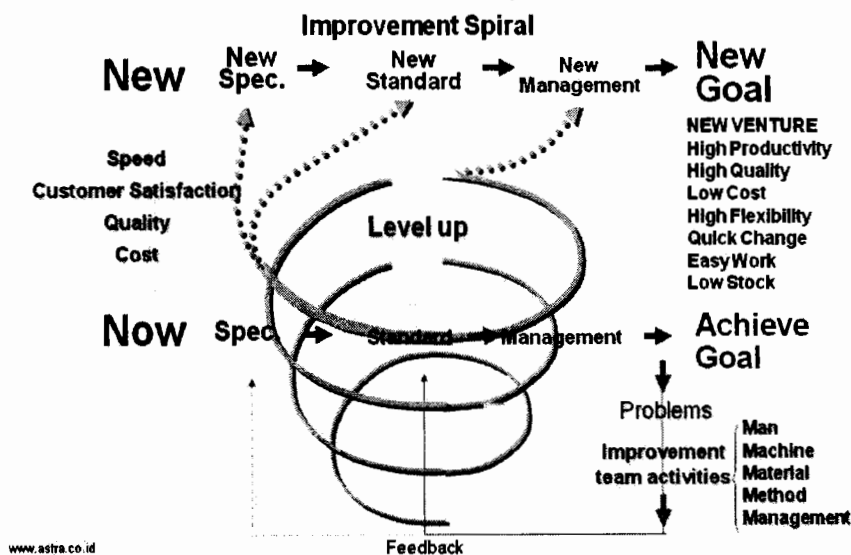 Improvement Spiral
New
New
Spec.
New
Standard
New
Management
New
Goal
Speed
Customer Satisfaction
Quality
Cost
NEW VENTURE
High Productivity
High Quality
Low Cost
High Flexibility
Quick Change
Easy Work
Low Stock
Level up
Now
Spec
Standard
Management
Achieve
Goal
Problems
Improvement
team activities
Man
Machine
Material
Method
Management
Feedback
www.astra.co.id